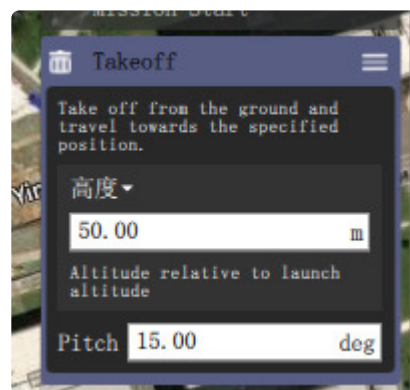 Mission Start
Takeoff
Take off from the ground and
travel towards the specified
position.
高度
50.00 m
Altitude relative to launch
altitude
Pitch 15.00 deg